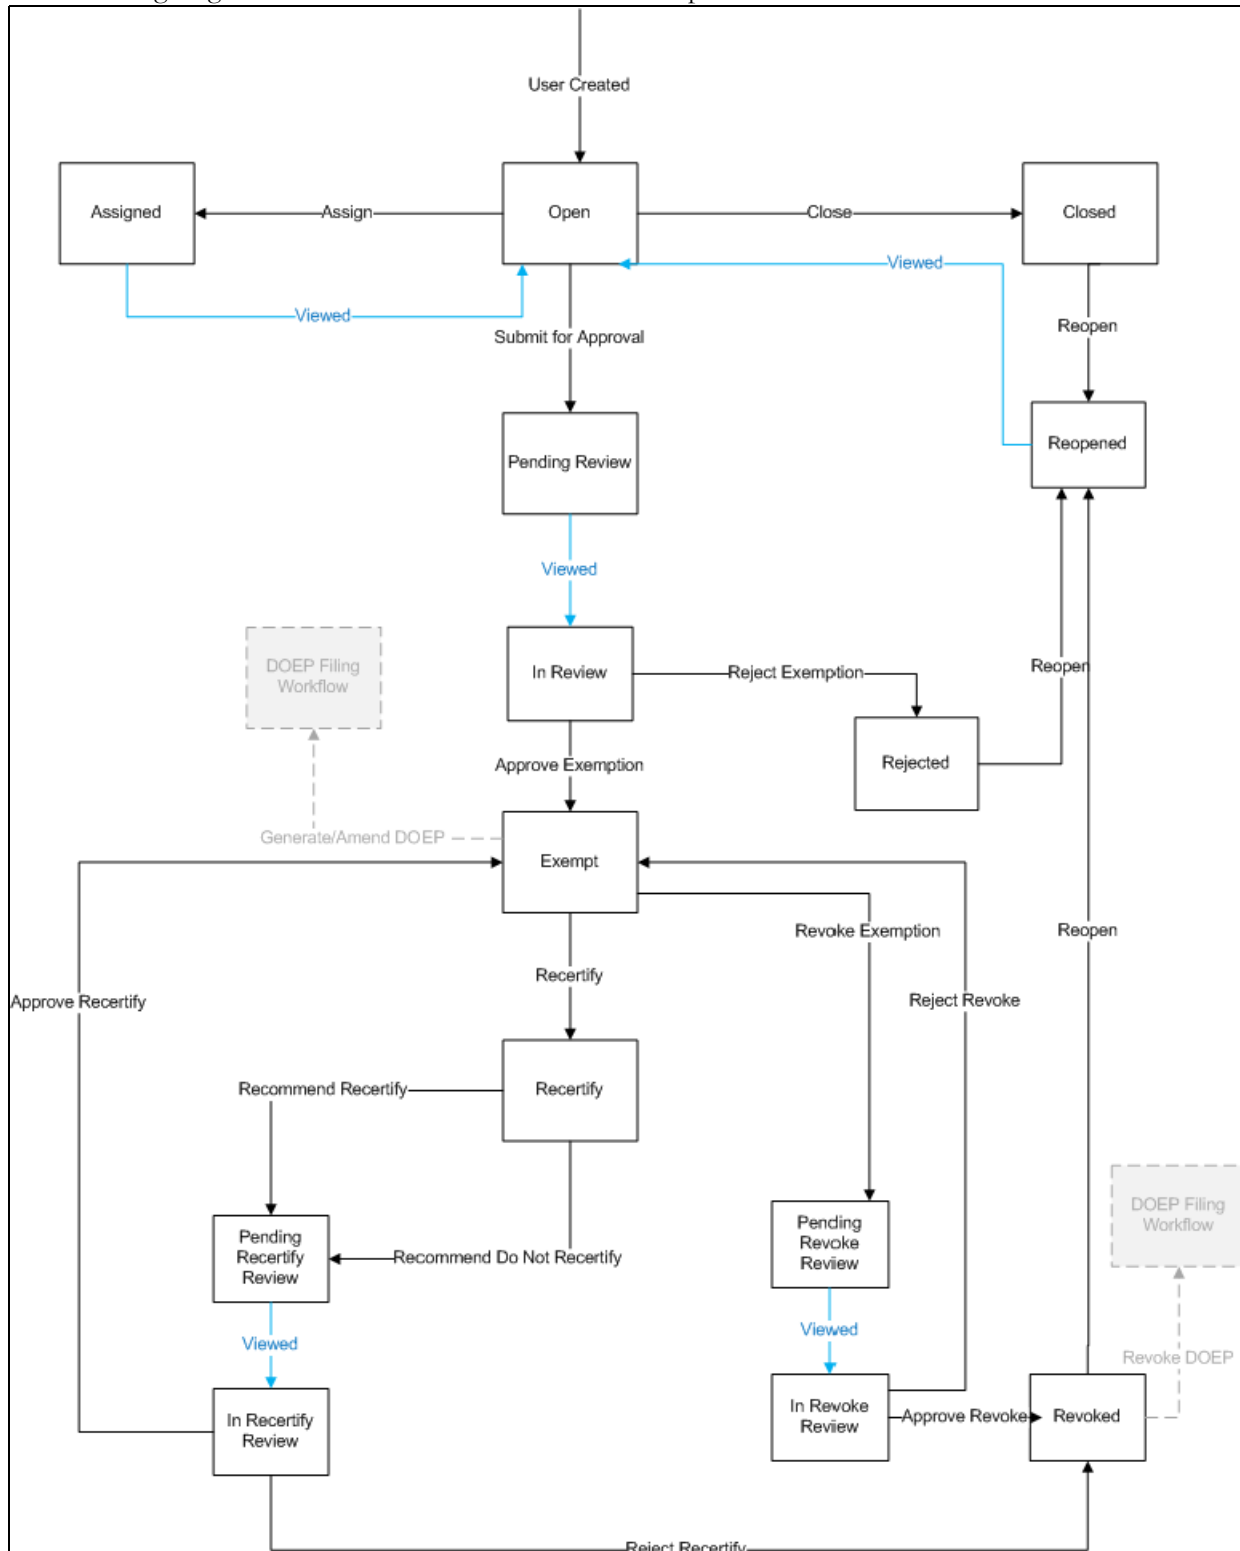 User Created
Assigned
Assign
Open
Close
Closed
Viewed
Viewed
Submit for Approval
Reopen
Pending Review
Reopened
Viewed
DOEP Filing
Workflow
In Review
Reject Exemption
Reopen
Approve Exemption
Rejected
Generate/Amend DOEP
Exempt
Revoke Exemption
Reopen
Recertify
Approve Recertify
Reject Revoke
Recommend Recertify
Recertify
DOEP Filing
Workflow
Pending
Recertify
Review
Recommend Do Not Recertify
Pending
Revoke
Review
Viewed
Viewed
Revoke DOEP
In Recertify
Review
In Revoke
Review
Approve Revoke
Revoked
Reject Recertify